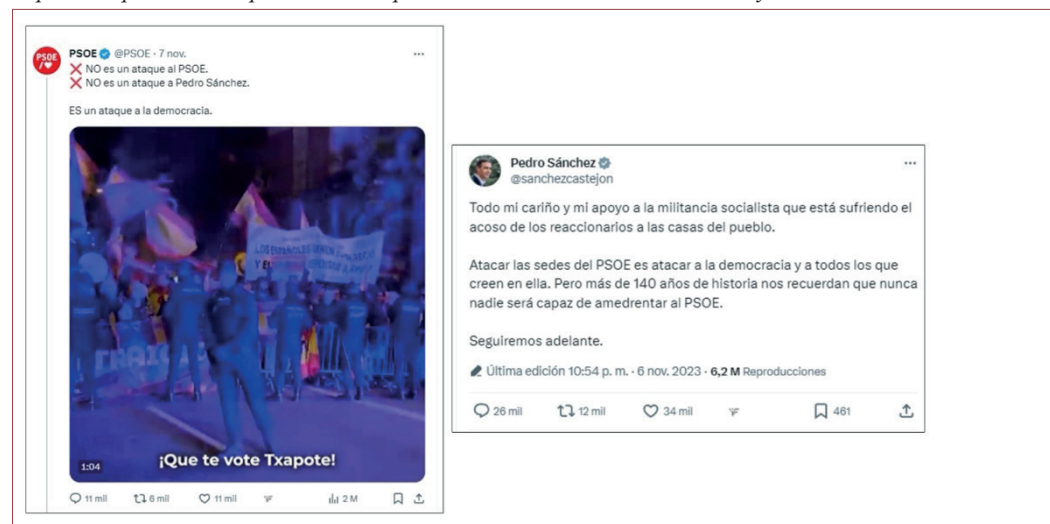 PSOE @PSOE · 7 nov.
❌ NO es un ataque al PSOE.
❌ NO es un ataque a Pedro Sánchez.
ES un ataque a la democracia.
PSOE
LOS ESPAÑOLES
Y EL
TRAIC
¡Que te vote Txapote!
1:04
11 mil 6 mil 11 mil 2 M
Pedro Sánchez
@sanchezcastejon
Todo mi cariño y mi apoyo a la militancia socialista que está sufriendo el
acoso de los reaccionarios a las casas del pueblo.
Atacar las sedes del PSOE es atacar a la democracia y a todos los que
creen en ella. Pero más de 140 años de historia nos recuerdan que nunca
nadie será capaz de amedrentar al PSOE.
Seguiremos adelante.
Última edición 10:54 p. m. · 6 nov. 2023 · 6,2 M Reproducciones
26 mil 12 mil 34 mil 461